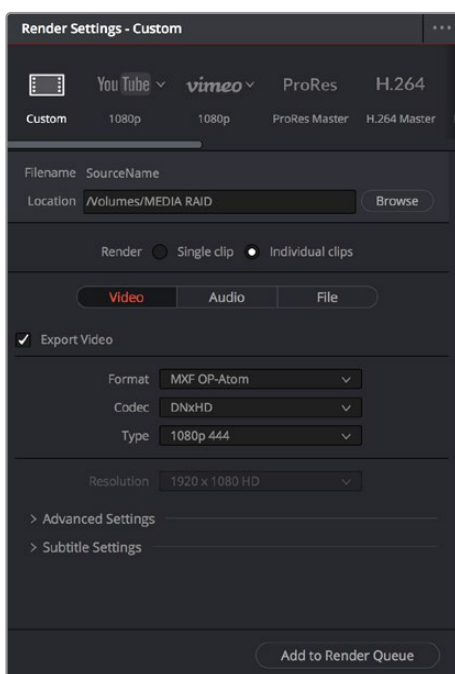 Render Settings - Custom
YouTube vimeo ProRes H.264
Custom 1080p 1080p ProRes Master H.264 Master
Filename SourceName
Location /Volumes/MEDIA RAID Browse
Render Single clip Individual clips
Video Audio File
Export Video
Format MXF OP-Atom
Codec DNxHD
Type 1080p 444
Resolution 1920 x 1080 HD
> Advanced Settings
> Subtitle Settings
Add to Render Queue